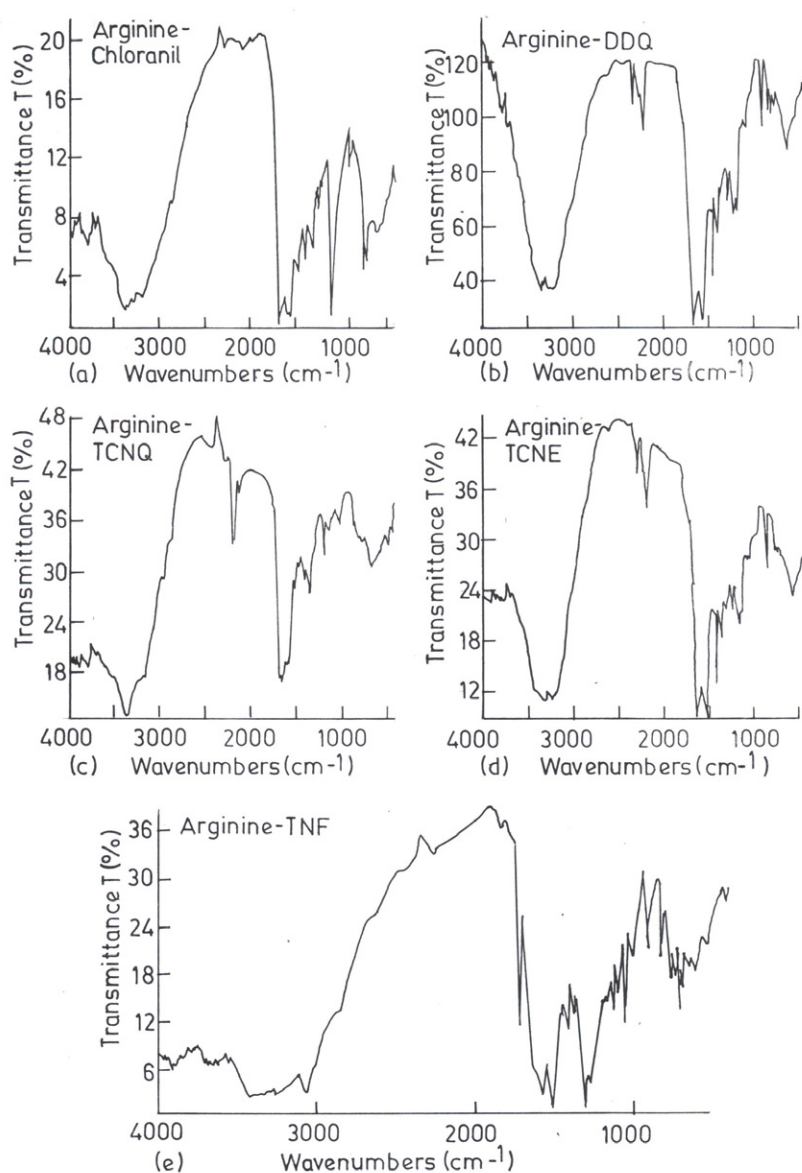 Arginine-
Chloranil
Transmittance T (%)
20
16
12
8
4
4000 3000 2000 1000
(a) Wavenumbers (cm-1)
Arginine-DDQ
Transmittance T (%)
120
100
80
60
40
4000 3000 2000 1000
(b) Wavenumbers (cm-1)
Arginine-
TCNQ
Transmittance T (%)
48
42
36
30
24
18
4000 3000 2000 1000
(c) Wavenumbers (cm-1)
Arginine-
TCNE
Transmittance T (%)
42
36
30
24
18
12
4000 3000 2000 1000
(d) Wavenumbers (cm-1)
Arginine-TNF
Transmittance T (%)
36
30
24
18
12
6
4000 3000 2000 1000
(e) Wavenumbers (cm-1)